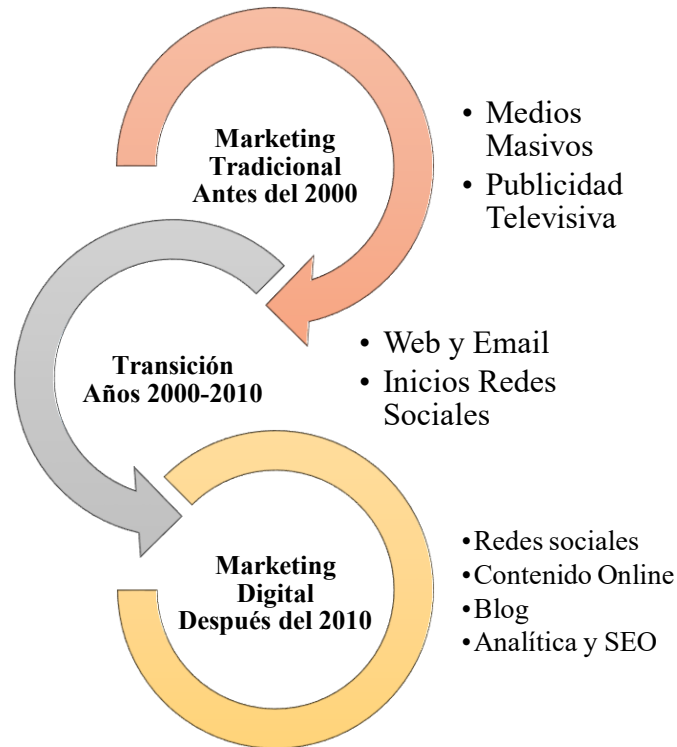 Marketing
Tradicional
Antes del 2000
• Medios
Masivos
• Publicidad
Televisiva
Transición
Años 2000-2010
• Web y Email
• Inicios Redes
Sociales
Marketing
Digital
Después del 2010
•Redes sociales
•Contenido Online
•Blog
•Analítica y SEO